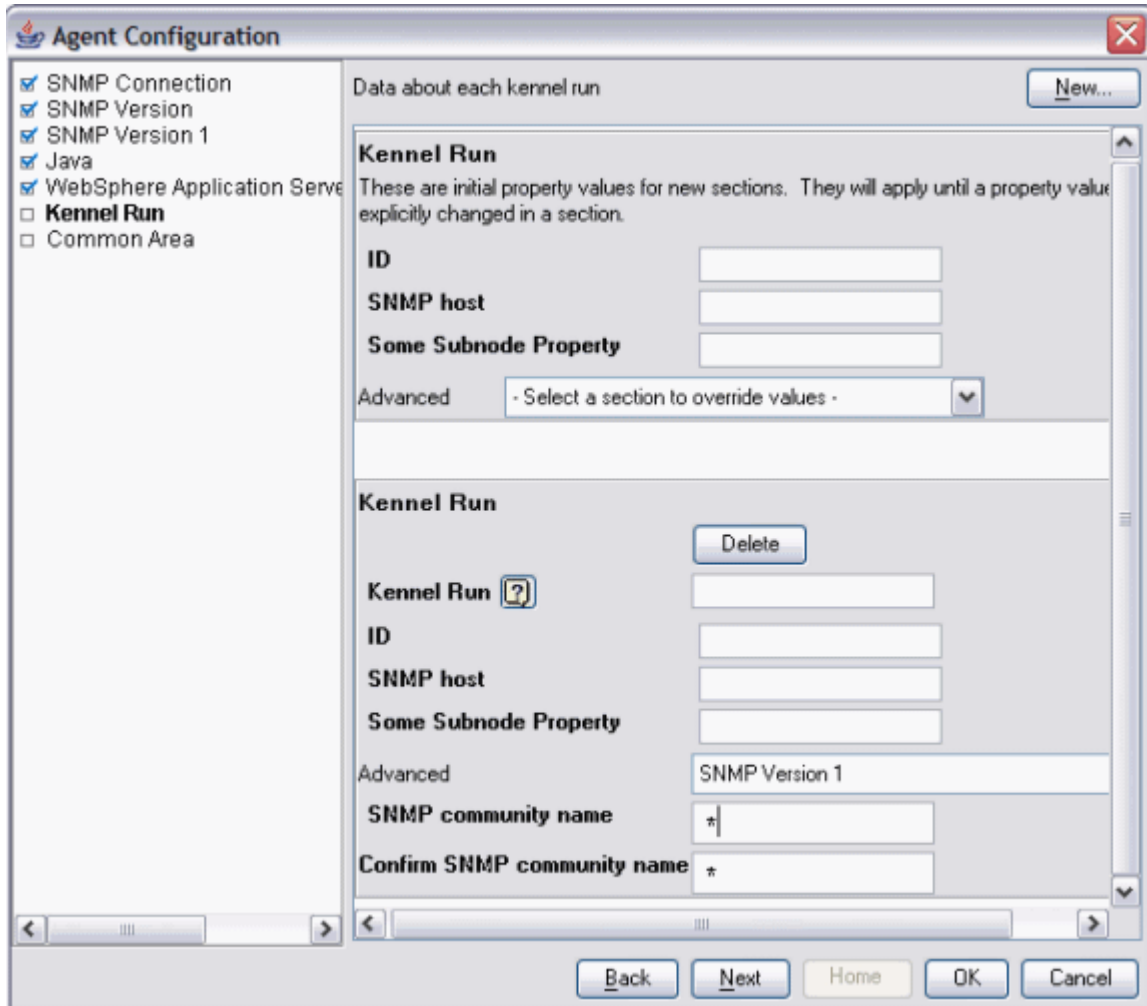 Agent Configuration
SNMP Connection
SNMP Version
SNMP Version 1
Java
WebSphere Application Serve
Kennel Run
Common Area
Data about each kennel run
New...
Kennel Run
These are initial property values for new sections. They will apply until a property value
explicitly changed in a section.
ID
SNMP host
Some Subnode Property
Advanced - Select a section to override values -
Kennel Run
Delete
Kennel Run ?
ID
SNMP host
Some Subnode Property
Advanced SNMP Version 1
SNMP community name *
Confirm SNMP community name *
Back Next Home OK Cancel